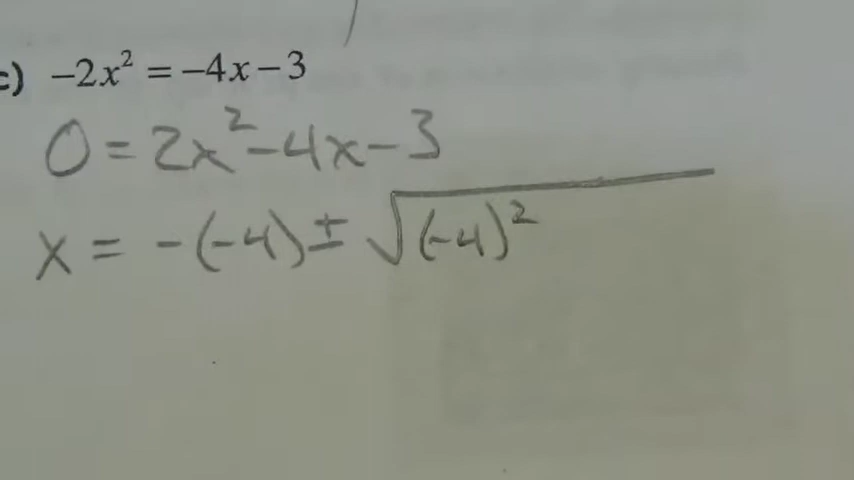 c) −2x² = −4x − 3
0 = 2x² − 4x − 3
x = −(−4) ± √(−4)²